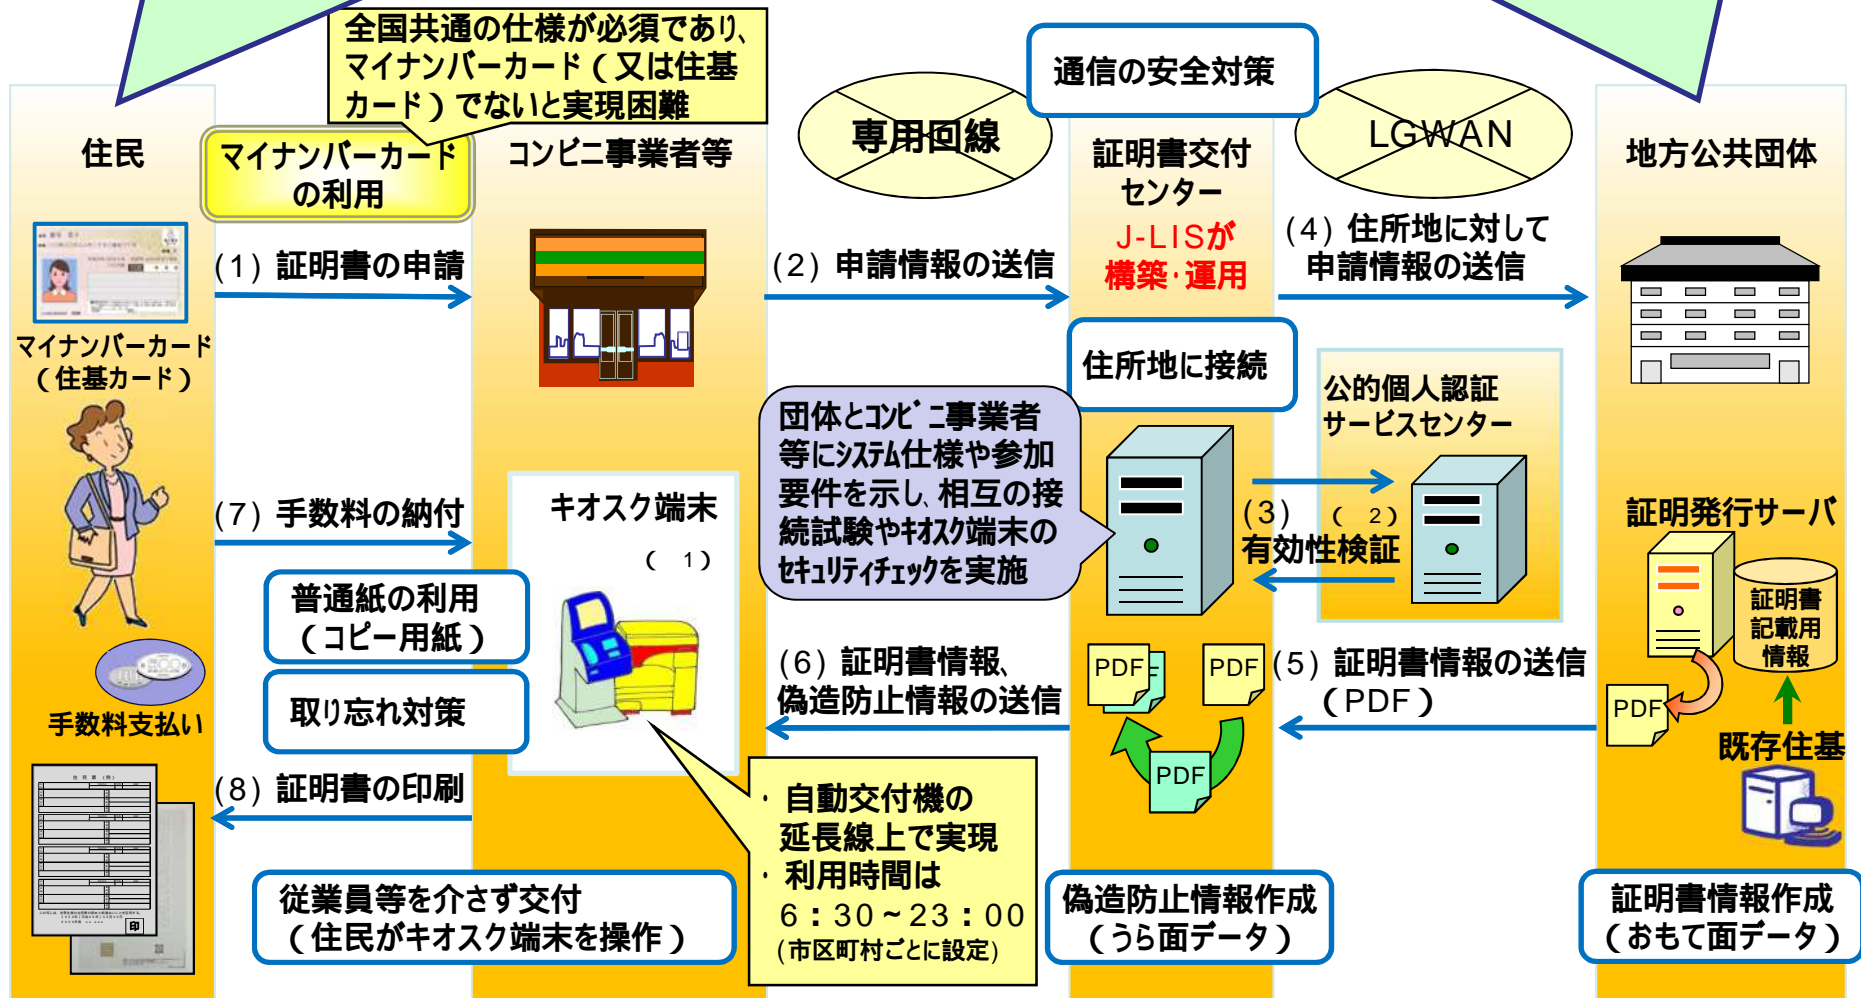 全国共通の仕様が必須であり、
マイナンバーカード(又は住基
カード)でないと実現困難
通信の安全対策
住民
マイナンバーカード
の利用
コンビニ事業者等
専用回線
証明書交付
センター
J-LISが
構築・運用
LGWAN
地方公共団体
(1) 証明書の申請
(2) 申請情報の送信
(4) 住所地に対して
申請情報の送信
マイナンバーカード
(住基カード)
住所地に接続
公的個人認証
サービスセンター
団体とコンビニ事業者
等にシステム仕様や参加
要件を示し、相互の接
続試験やキオスク端末の
セキュリティチェックを実施
(3) ( 2)
有効性検証
キオスク端末
( 1)
(7) 手数料の納付
普通紙の利用
(コピー用紙)
取り忘れ対策
手数料支払い
証明発行サーバ
証明書
記載用
情報
PDF
既存住基
(6) 証明書情報、
偽造防止情報の送信
PDF
PDF
PDF
(5) 証明書情報の送信
(PDF)
(8) 証明書の印刷
・自動交付機の
延長線上で実現
・利用時間は
6:30~23:00
(市区町村ごとに設定)
従業員等を介さず交付
(住民がキオスク端末を操作)
偽造防止情報作成
(うら面データ)
証明書情報作成
(おもて面データ)
住 民 票 (例)
印